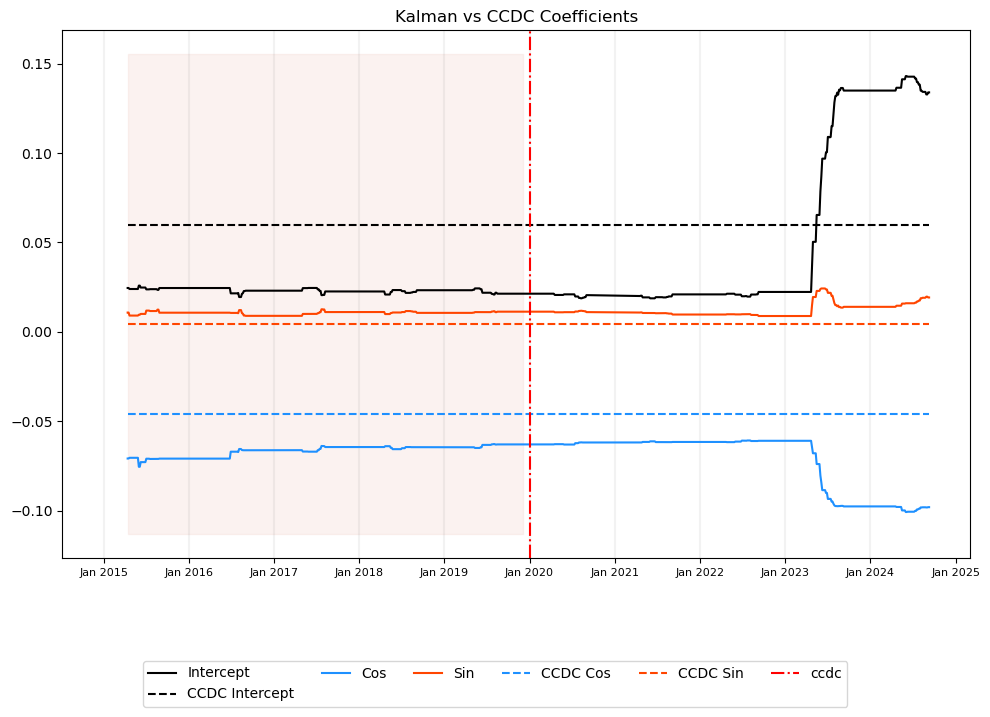 Kalman vs CCDC Coefficients
0.15
0.10
0.05
0.00
−0.05
−0.10
Jan 2015 Jan 2016 Jan 2017 Jan 2018 Jan 2019 Jan 2020 Jan 2021 Jan 2022 Jan 2023 Jan 2024 Jan 2025
Intercept Cos Sin CCDC Cos CCDC Sin ccdc
CCDC Intercept